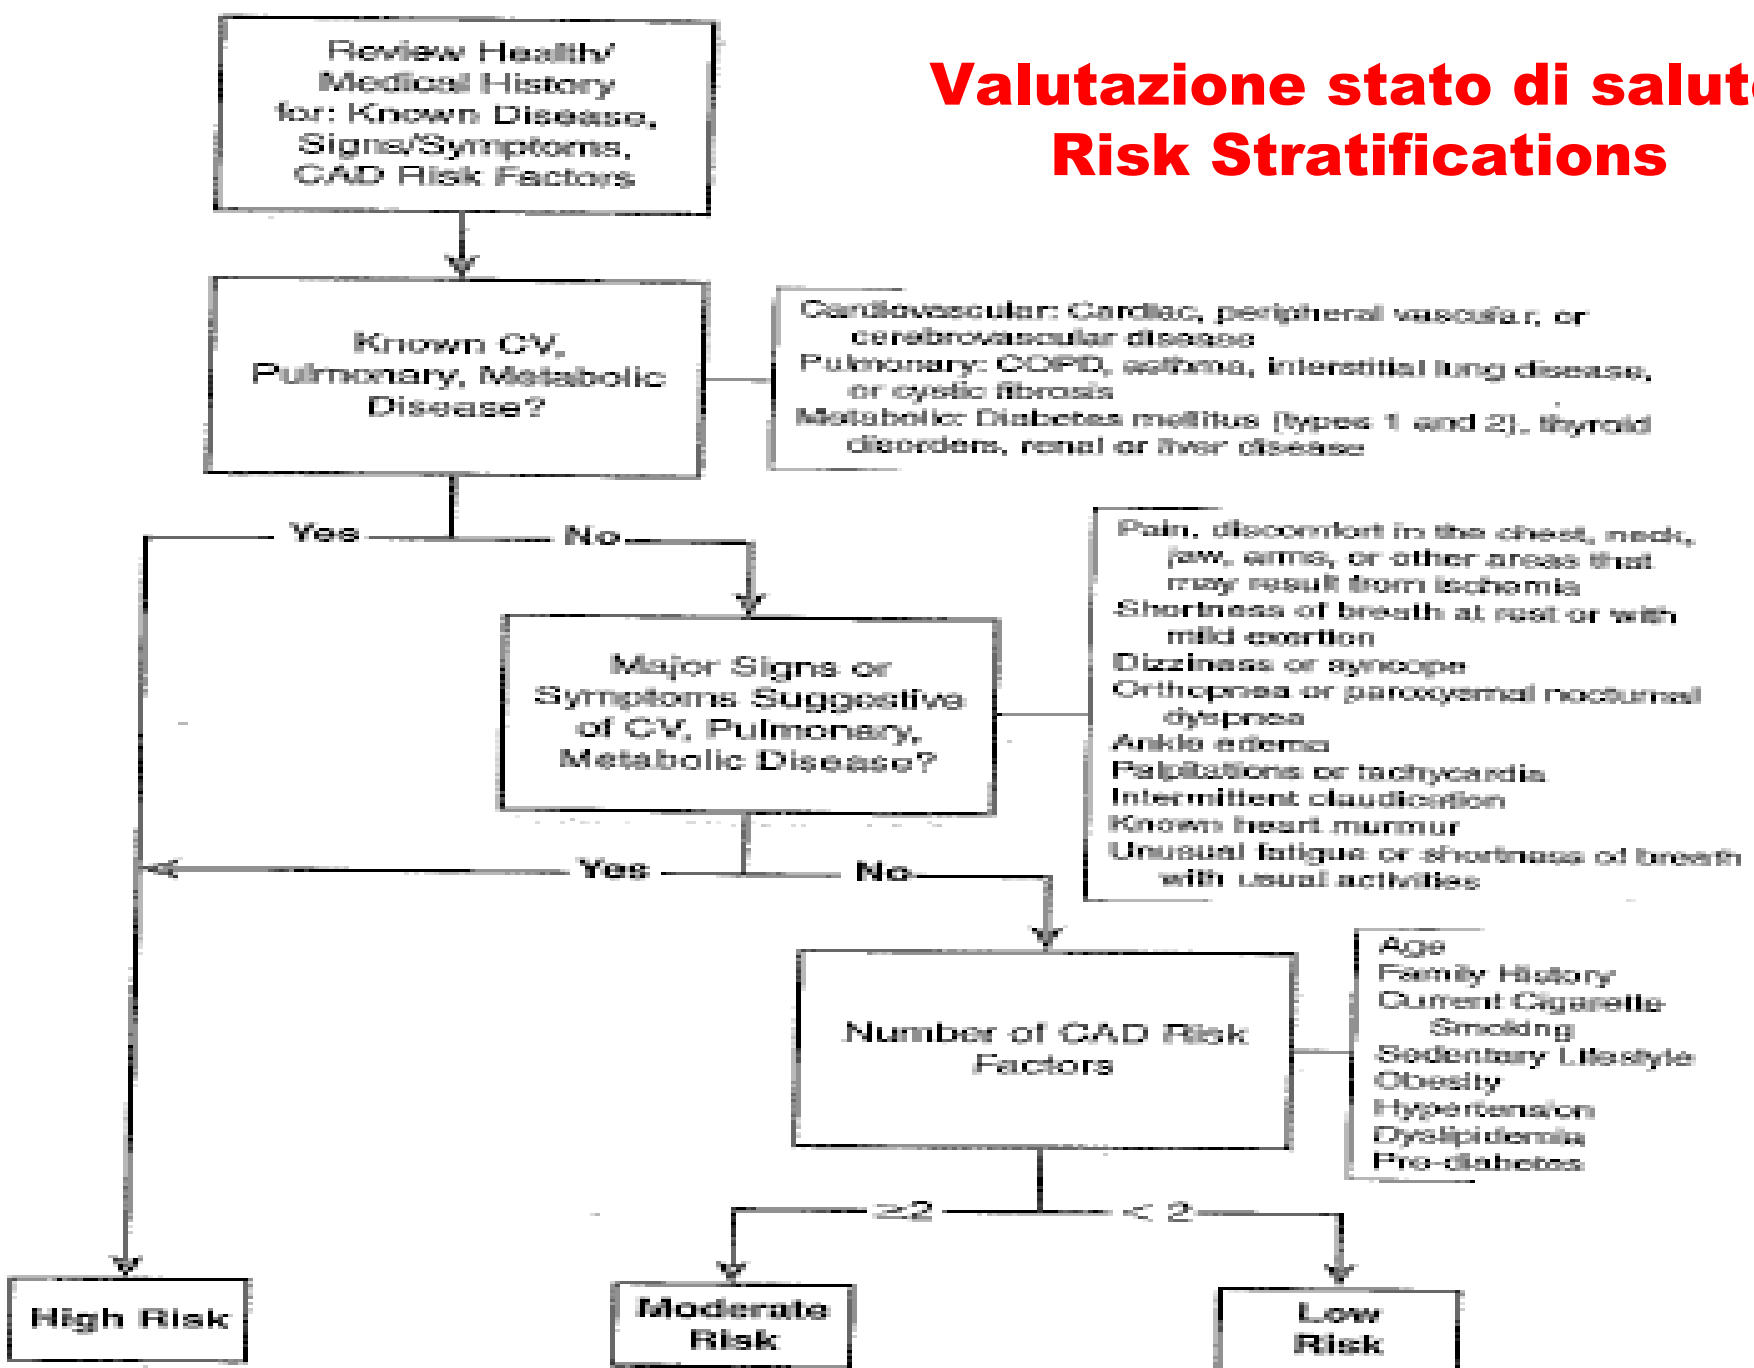 Valutazione stato di salute
Risk Stratifications
Review Health/
Medical History
for: Known Disease,
Signs/Symptoms,
CAD Risk Factors
Known CV,
Pulmonary, Metabolic
Disease?
Cardiovascular: Cardiac, peripheral vascular, or
cerebrovascular disease
Pulmonary: COPD, asthma, interstitial lung disease,
or cystic fibrosis
Metabolic: Diabetes mellitus (types 1 and 2), thyroid
disorders, renal or liver disease
Yes
No
Major Signs or
Symptoms Suggestive
of CV, Pulmonary,
Metabolic Disease?
Pain, discomfort in the chest, neck,
jaw, arms, or other areas that
may result from ischemia
Shortness of breath at rest or with
mild exertion
Dizziness or syncope
Orthopnea or paroxysmal nocturnal
dyspnea
Ankle edema
Palpitations or tachycardia
Intermittent claudication
Known heart murmur
Unusual fatigue or shortness of breath
with usual activities
Yes
No
Number of CAD Risk
Factors
Age
Family History
Current Cigarette
Smoking
Sedentary Lifestyle
Obesity
Hypertension
Dyslipidemia
Pre-diabetes
≥2
< 2
High Risk
Moderate
Risk
Low
Risk